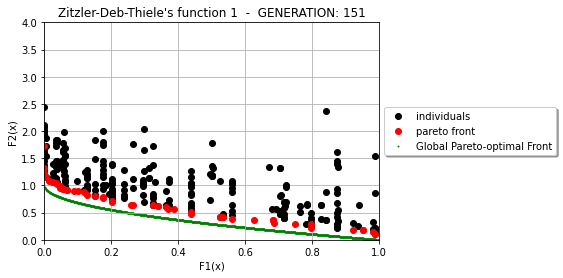 Zitzler-Deb-Thiele's function 1 - GENERATION: 151
4.0
3.5
3.0
2.5
2.0
1.5
1.0
0.5
0.0
F2(x)
0.0 0.2 0.4 0.6 0.8 1.0
F1(x)
individuals
pareto front
Global Pareto-optimal Front